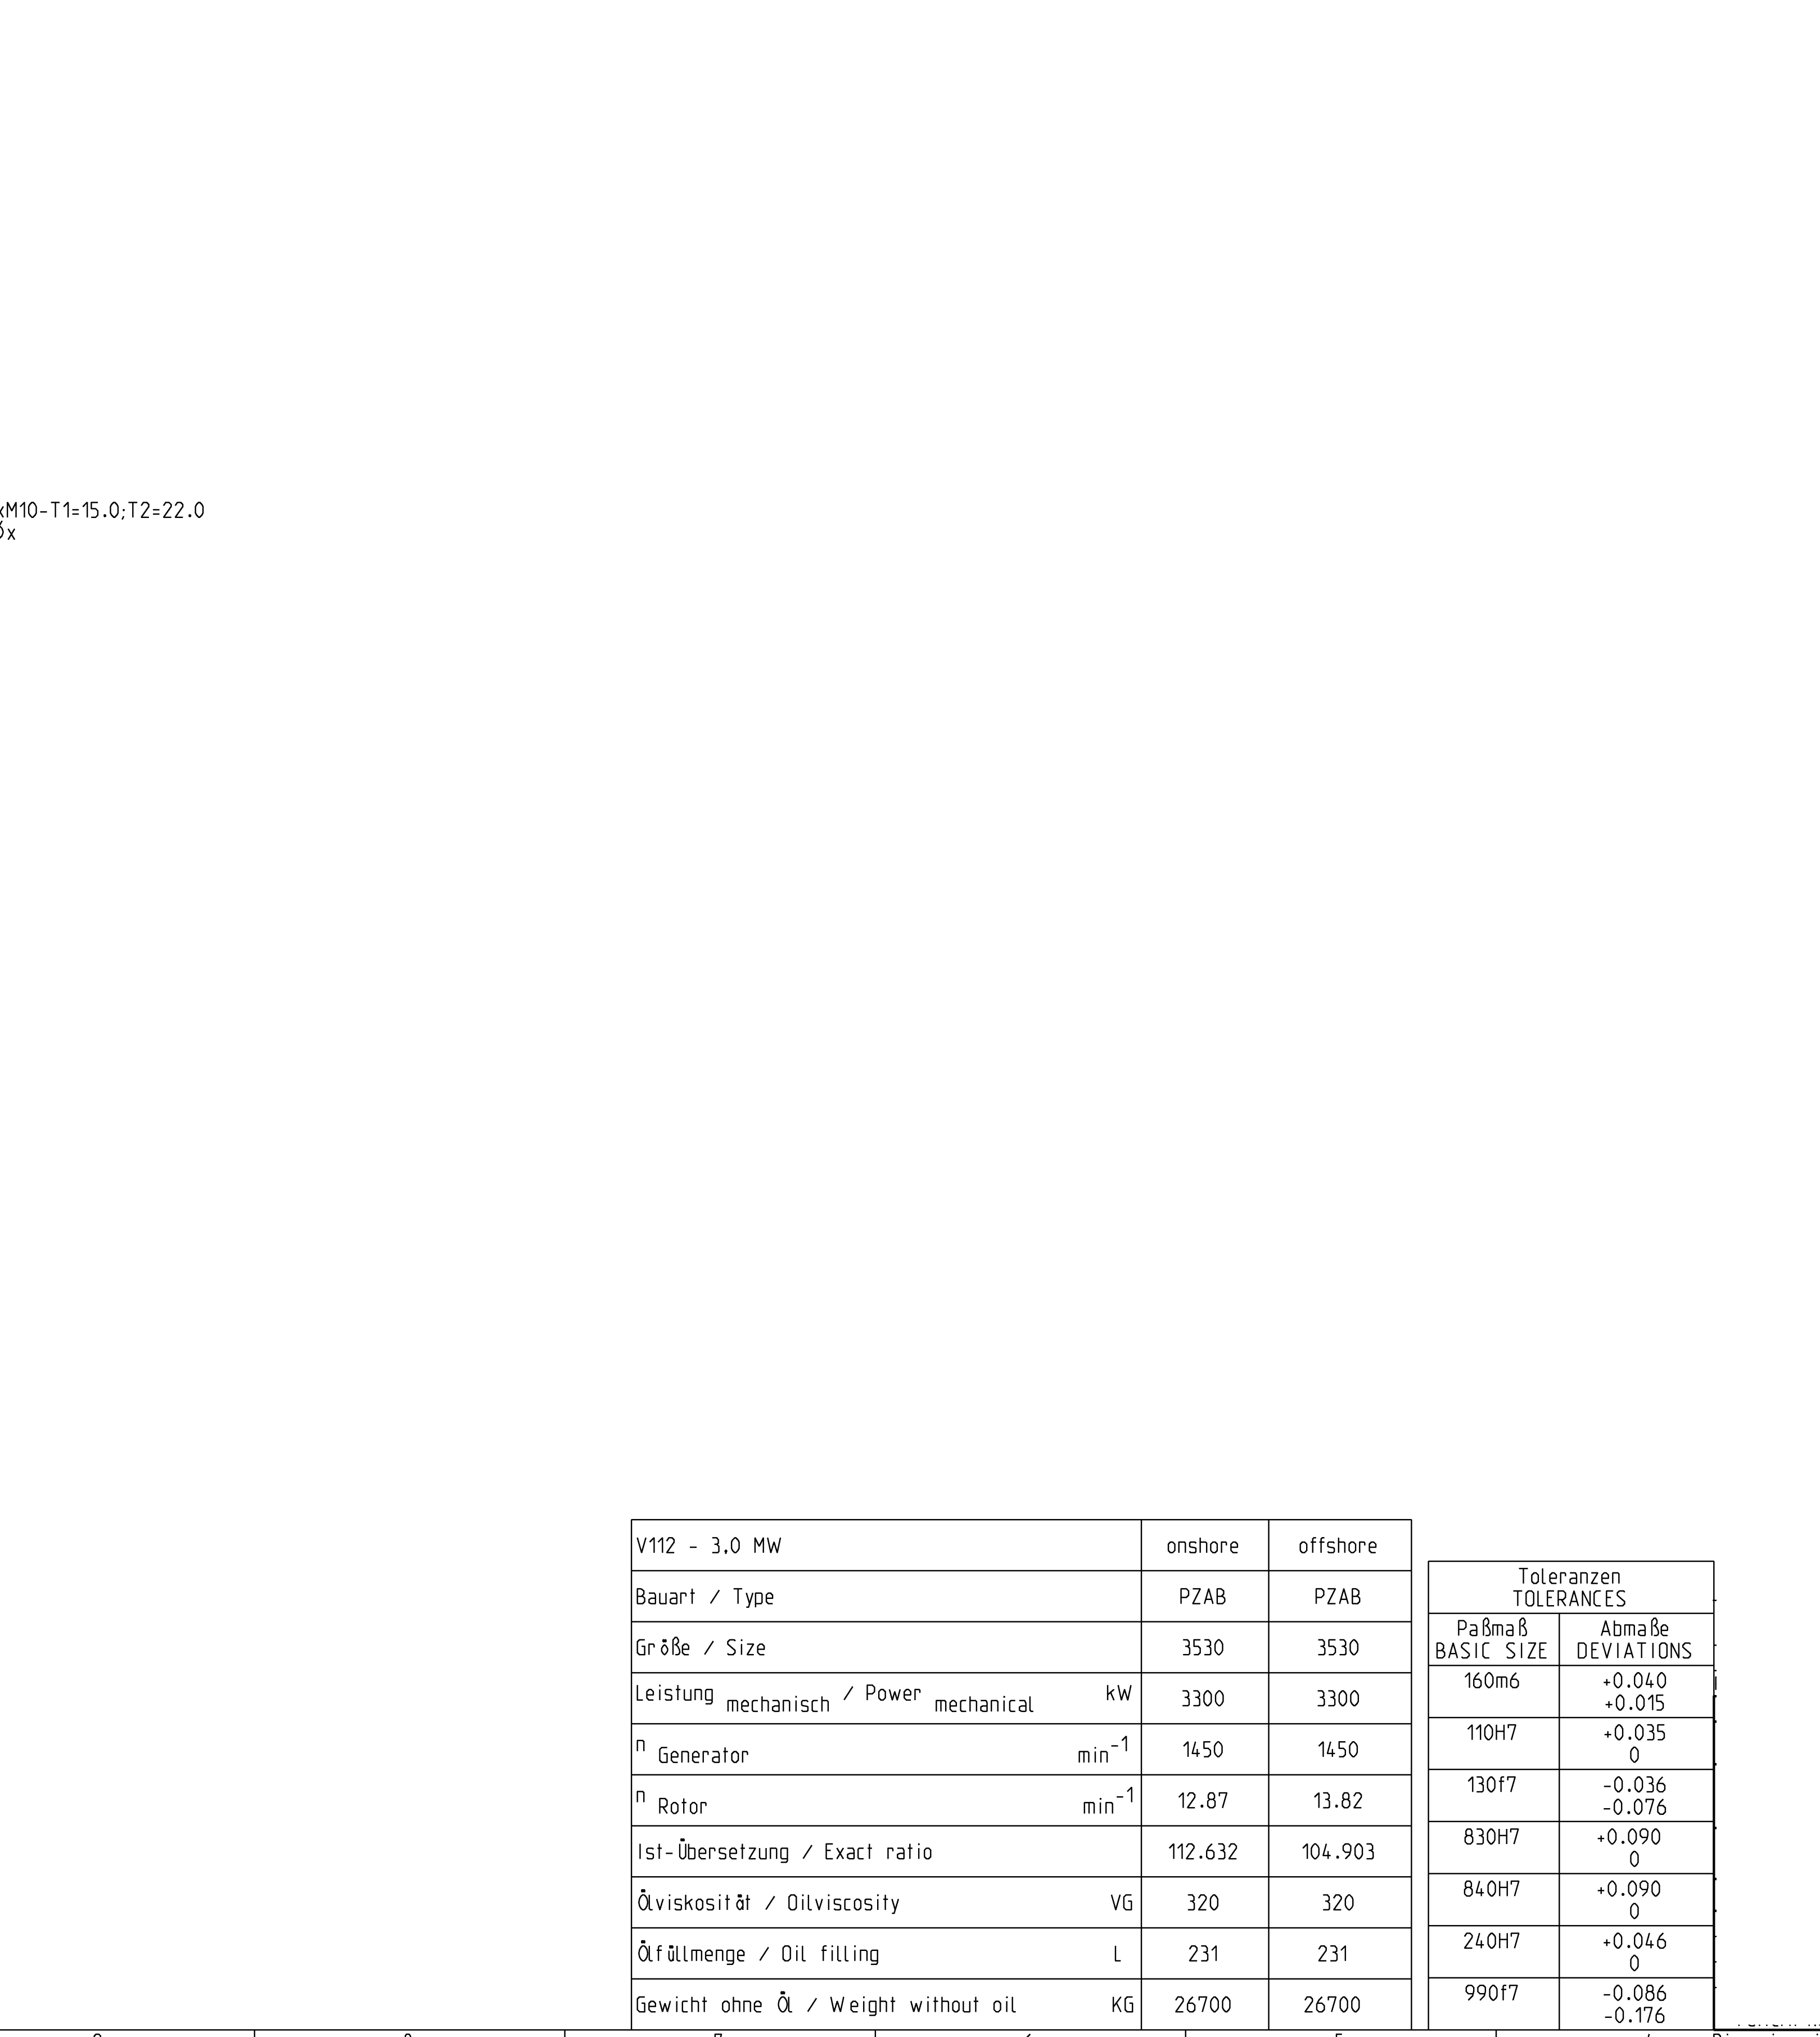 xM10-T1=15.0;T2=22.0
x
V112 - 3.0 MW onshore offshore
Bauart / Type PZAB PZAB
Größe / Size 3530 3530
Leistung mechanisch / Power mechanical kW 3300 3300
n Generator min-1 1450 1450
n Rotor min-1 12.87 13.82
Ist-Übersetzung / Exact ratio 112.632 104.903
Ölviskosität / Oilviscosity VG 320 320
Ölfüllmenge / Oil filling L 231 231
Gewicht ohne Öl / Weight without oil KG 26700 26700
Toleranzen
TOLERANCES
Paßmaß Abmaße
BASIC SIZE DEVIATIONS
160m6 +0.040
+0.015
110H7 +0.035
0
130f7 -0.036
-0.076
830H7 +0.090
0
840H7 +0.090
0
240H7 +0.046
0
990f7 -0.086
-0.176